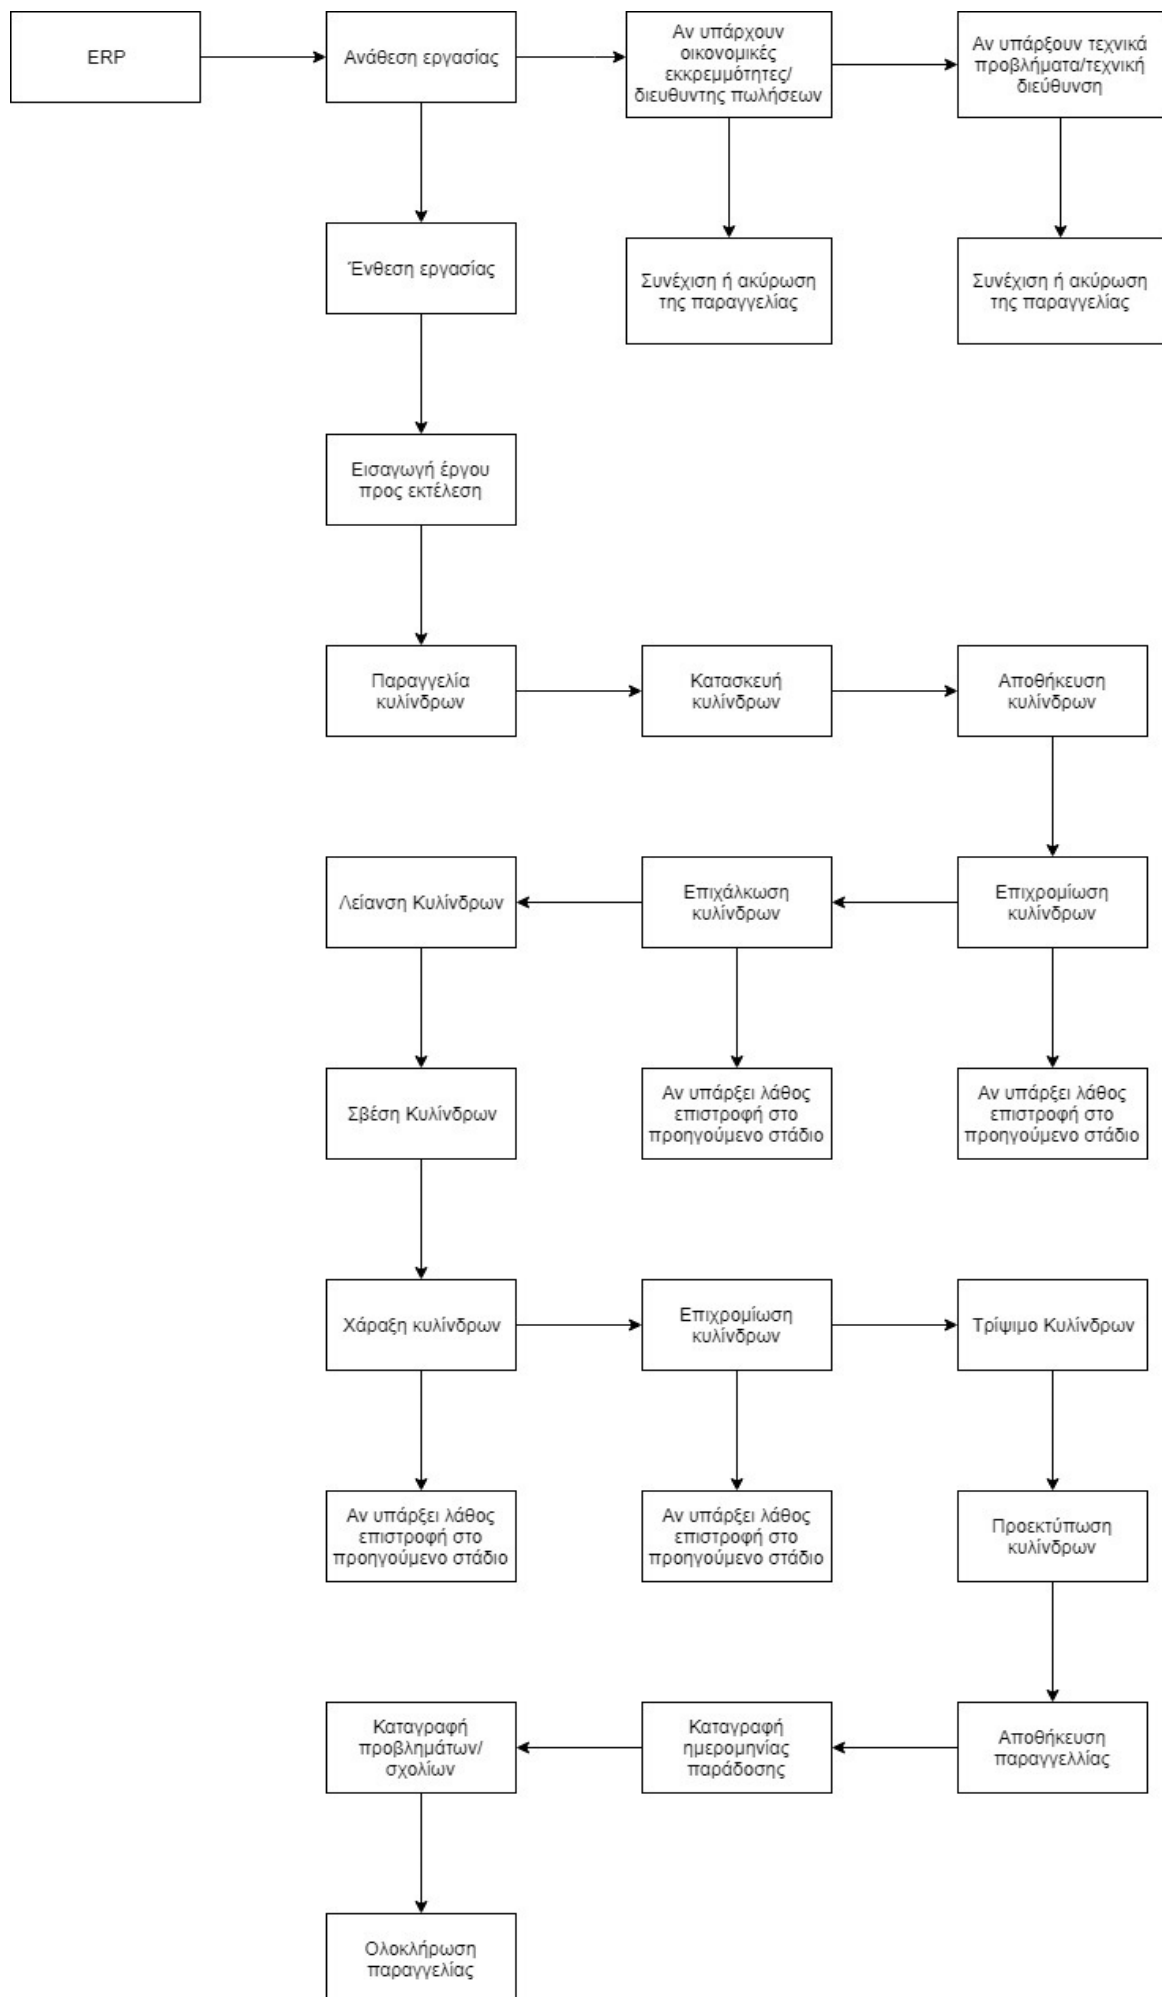 ERP
Ανάθεση εργασίας
Αν υπάρχουν
οικονομικές
εκκρεμμότητες/
διευθυντης πωλήσεων
Αν υπάρξουν τεχνικά
προβλήματα/τεχνική
διεύθυνση
Ένθεση εργασίας
Συνέχιση ή ακύρωση
της παραγγελίας
Συνέχιση ή ακύρωση
της παραγγελίας
Εισαγωγή έργου
προς εκτέλεση
Παραγγελία
κυλίνδρων
Κατασκευή
κυλίνδρων
Αποθήκευση
κυλίνδρων
Λείανση Κυλίνδρων
Επιχάλκωση
κυλίνδρων
Επιχρομίωση
κυλίνδρων
Σβέση Κυλίνδρων
Αν υπάρξει λάθος
επιστροφή στο
προηγούμενο στάδιο
Αν υπάρξει λάθος
επιστροφή στο
προηγούμενο στάδιο
Χάραξη κυλίνδρων
Επιχρομίωση
κυλίνδρων
Τρίψιμο Κυλίνδρων
Αν υπάρξει λάθος
επιστροφή στο
προηγούμενο στάδιο
Αν υπάρξει λάθος
επιστροφή στο
προηγούμενο στάδιο
Προεκτύπωση
κυλίνδρων
Καταγραφή
προβλημάτων/
σχολίων
Καταγραφή
ημερομηνίας
παράδοσης
Αποθήκευση
παραγγελλίας
Ολοκλήρωση
παραγγελίας